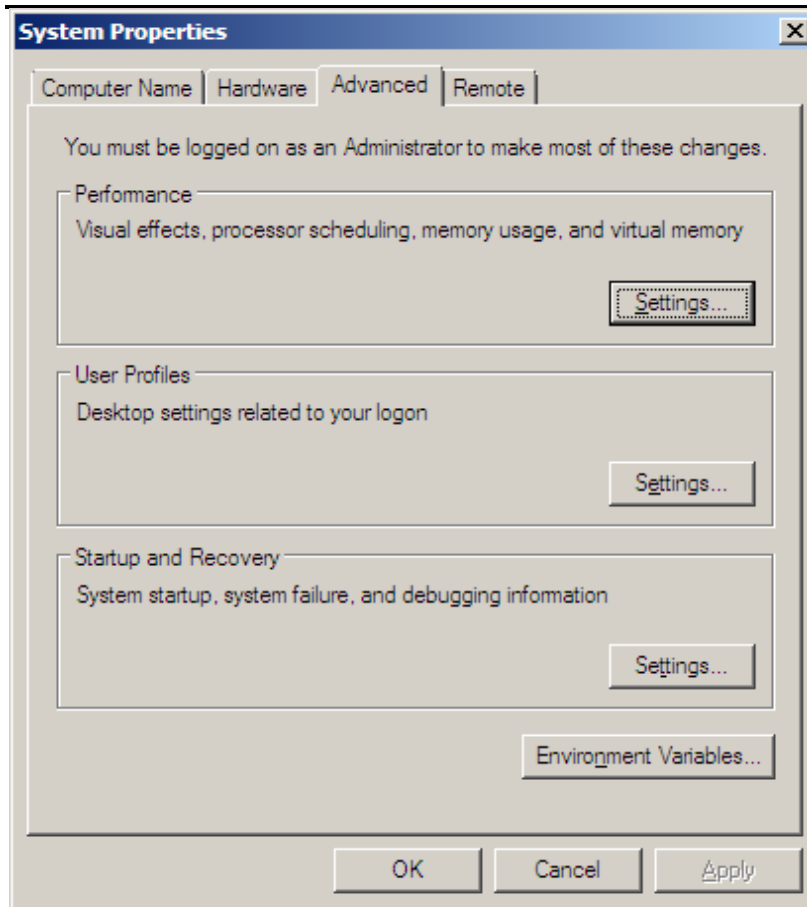 System Properties
Computer Name Hardware Advanced Remote
You must be logged on as an Administrator to make most of these changes.
Performance
Visual effects, processor scheduling, memory usage, and virtual memory
Settings...
User Profiles
Desktop settings related to your logon
Settings...
Startup and Recovery
System startup, system failure, and debugging information
Settings...
Environment Variables...
OK Cancel Apply